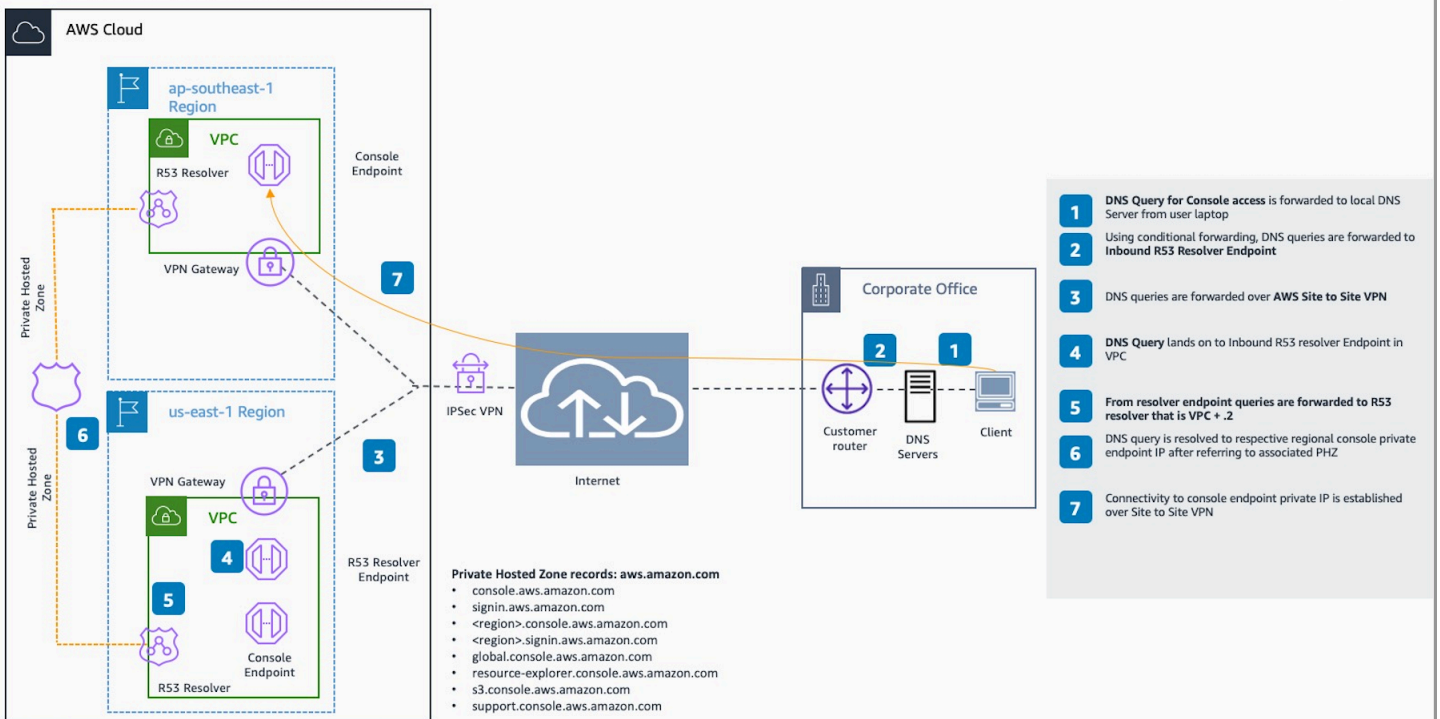 AWS Cloud
ap-southeast-1
Region
VPC
R53 Resolver
Console
Endpoint
VPN Gateway
7
Private Hosted
Zone
6
us-east-1 Region
Private Hosted
Zone
VPN Gateway
VPC
4
5
R53 Resolver
Endpoint
Console
Endpoint
R53 Resolver
3
IPSec VPN
Internet
Corporate Office
2
1
Customer
router
DNS
Servers
Client
Private Hosted Zone records: aws.amazon.com
• console.aws.amazon.com
• signin.aws.amazon.com
• <region>.console.aws.amazon.com
• <region>.signin.aws.amazon.com
• global.console.aws.amazon.com
• resource-explorer.console.aws.amazon.com
• s3.console.aws.amazon.com
• support.console.aws.amazon.com
1
DNS Query for Console access is forwarded to local DNS
Server from user laptop
2
Using conditional forwarding, DNS queries are forwarded to
Inbound R53 Resolver Endpoint
3
DNS queries are forwarded over AWS Site to Site VPN
4
DNS Query lands on to Inbound R53 resolver Endpoint in
VPC
5
From resolver endpoint queries are forwarded to R53
resolver that is VPC + .2
6
DNS query is resolved to respective regional console private
endpoint IP after referring to associated PHZ
7
Connectivity to console endpoint private IP is established
over Site to Site VPN